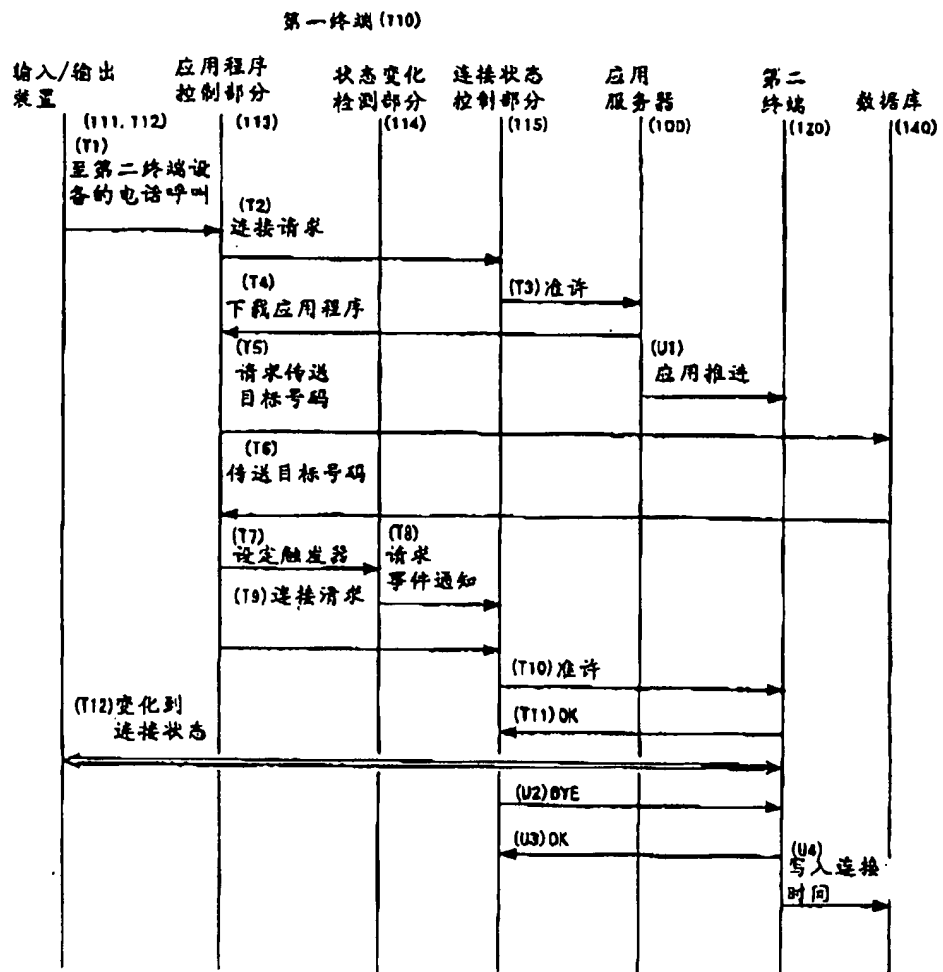 第一终端(110)
输入/输出
装置
(111,112)
应用程序
控制部分
(113)
状态变化
检测部分
(114)
连接状态
控制部分
(115)
应用
服务器
(100)
第二
终端
(120)
数据库
(140)
(T1)
至第二终端设
备的电话呼叫
(T2)
连接请求
(T3)准许
(T4)
下载应用程序
(T5)
请求传送
目标号码
(U1)
应用推进
(T6)
传送目标号码
(T7)
设定触发器
(T8)
请求
事件通知
(T9)连接请求
(T10)准许
(T11)OK
(T12)变化到
连接状态
(U2)BYE
(U3)OK
(U4)
写入连接
时间